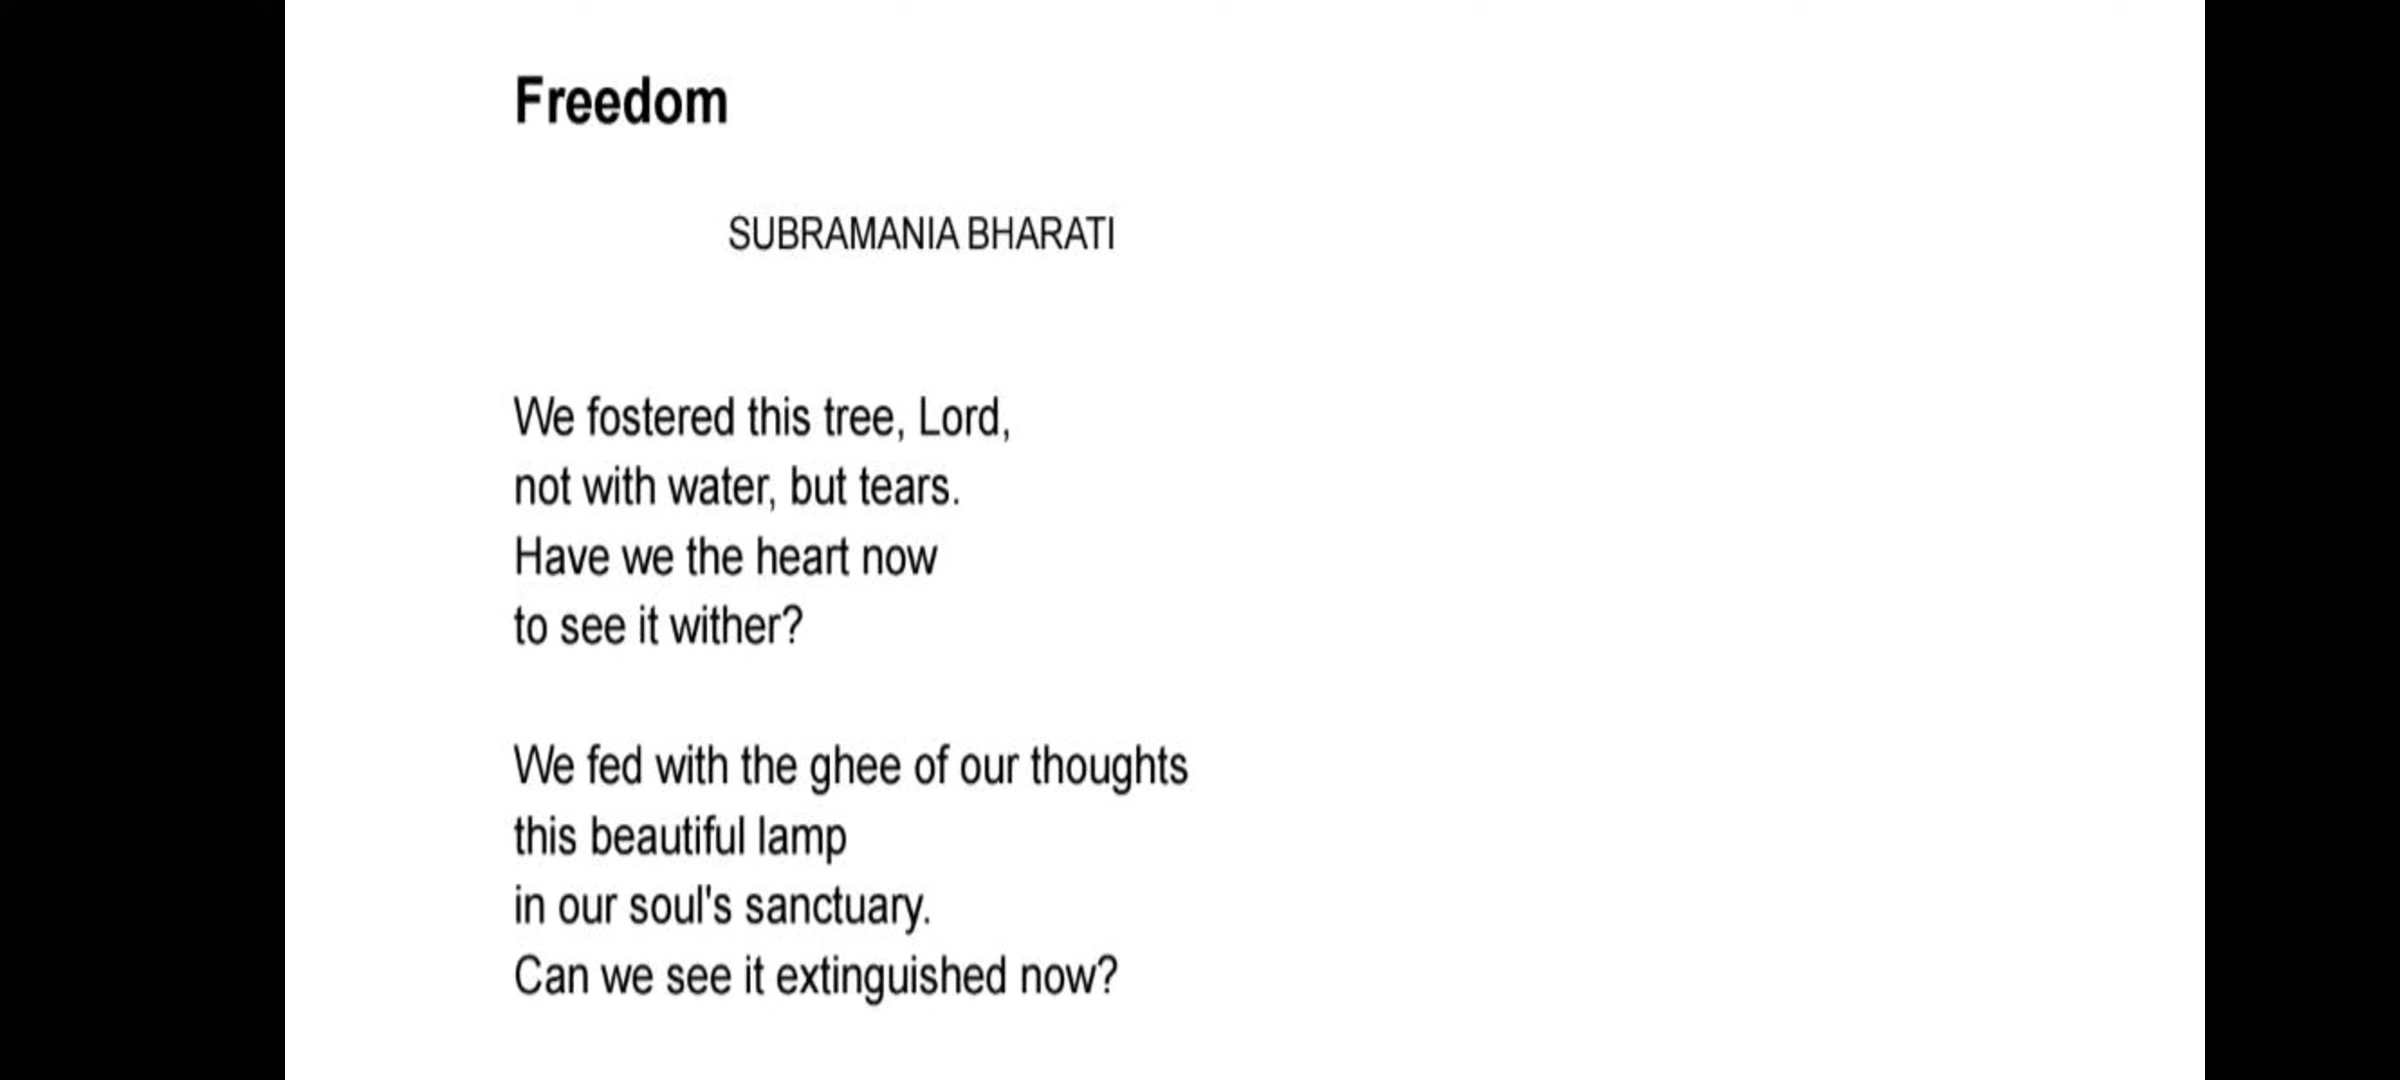 Freedom
SUBRAMANIA BHARATI
We fostered this tree, Lord,
not with water, but tears.
Have we the heart now
to see it wither?
We fed with the ghee of our thoughts
this beautiful lamp
in our soul's sanctuary.
Can we see it extinguished now?